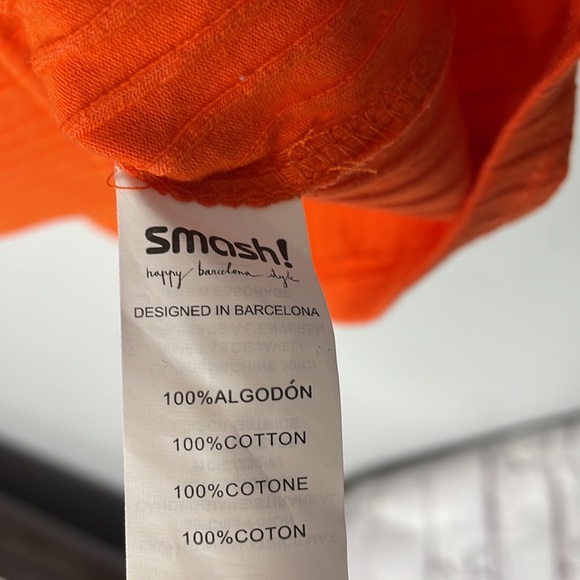 smash!
happy barcelona style
DESIGNED IN BARCELONA
100%ALGODÓN
100%COTTON
100%COTONE
100%COTON